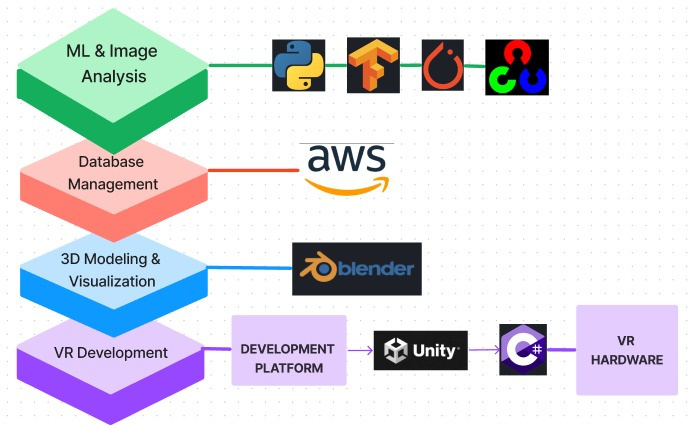 ML & Image
Analysis
Database
Management
aws
3D Modeling &
Visualization
blender
VR Development
DEVELOPMENT
PLATFORM
Unity
C#
VR
HARDWARE